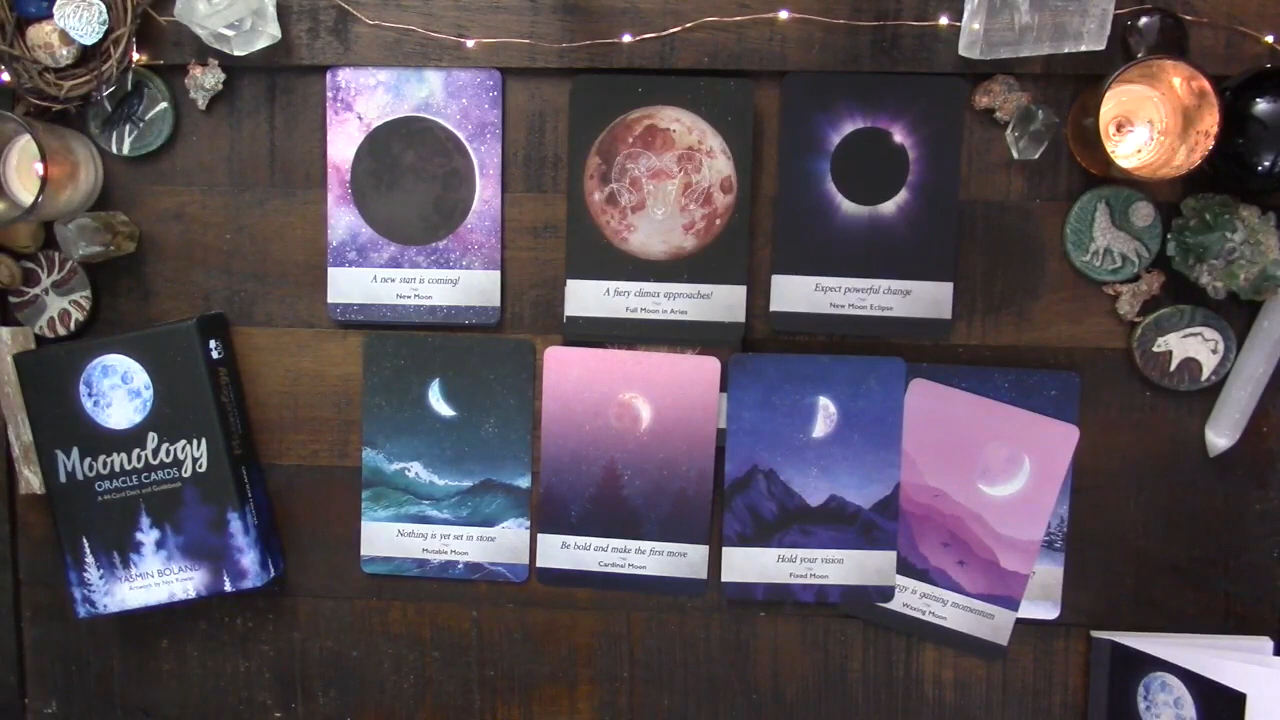 A new start is coming!
New Moon
A fiery climax approaches!
Full Moon in Aries
Expect powerful change
New Moon Eclipse
Moonology
ORACLE CARDS
A 44-Card Deck and Guidebook
YASMIN BOLAND
Artwork by Nyx Rowan
Nothing is yet set in stone
Mutable Moon
Be bold and make the first move
Cardinal Moon
Hold your vision
Fixed Moon
rgy is gaining momentum
Waxing Moon
?